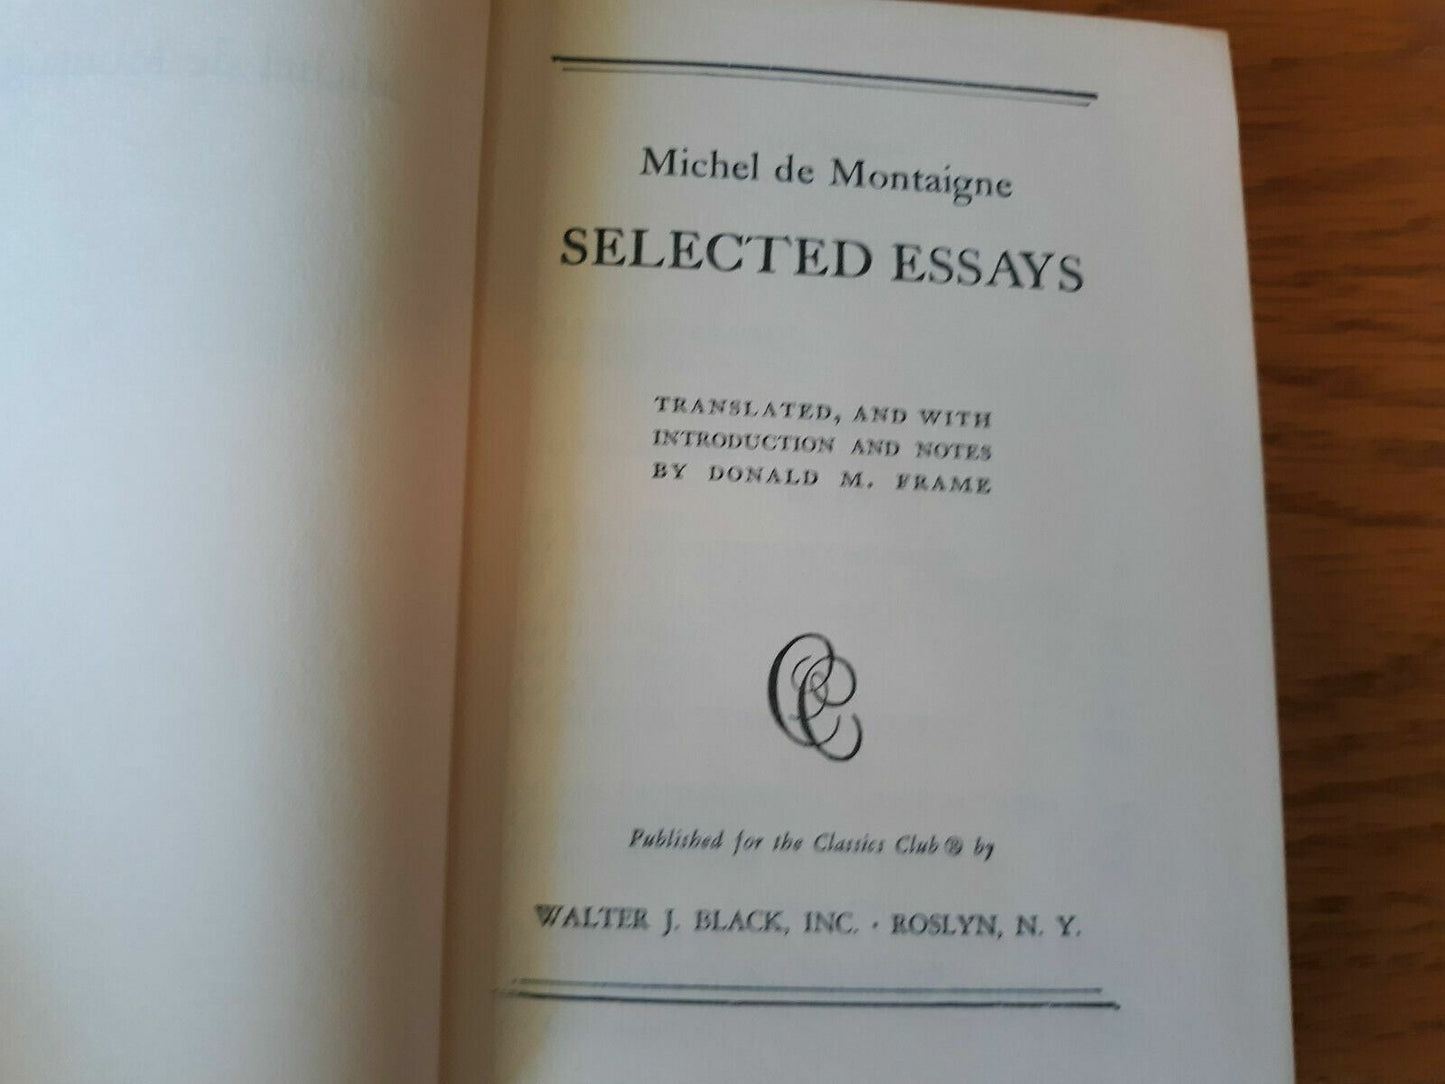 Michel de Montaigne
SELECTED ESSAYS
TRANSLATED, AND WITH
INTRODUCTION AND NOTES
BY DONALD M. FRAME
CC
Published for the Classics Club ® by
WALTER J. BLACK, INC. · ROSLYN, N. Y.